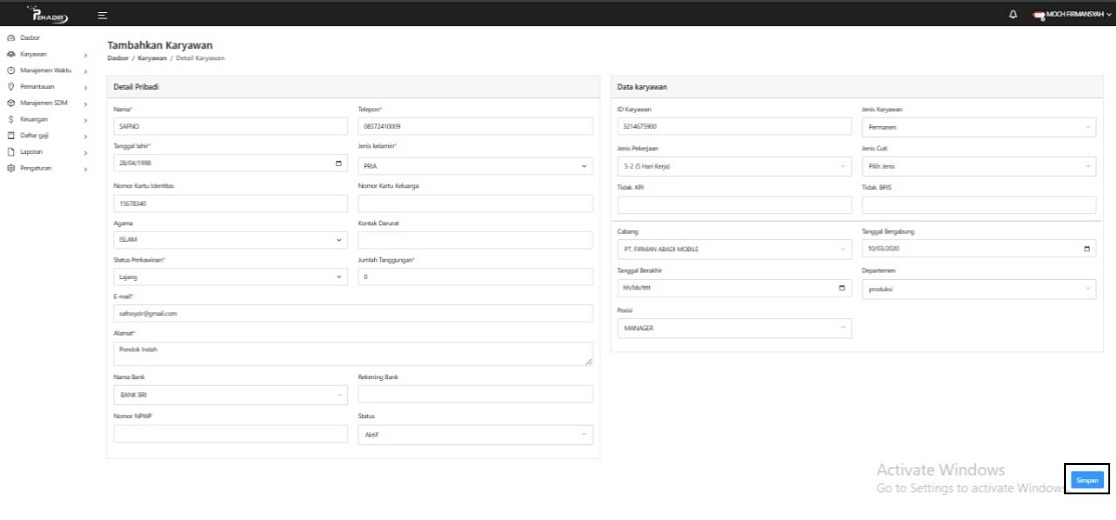 PEHADIR
MOCH FIRMANSYAH
Dasbor
Karyawan
Manajemen Waktu
Pemantauan
Manajemen SDM
Keuangan
Daftar gaji
Laporan
Pengaturan
Tambahkan Karyawan
Dasbor / Karyawan / Detail Karyawan
Detail Pribadi
Nama* Telepon*
SAFNO 08572410009
Tanggal lahir* Jenis kelamin*
28/04/1998 PRIA
Nomor Kartu Identitas Nomor Kartu Keluarga
15678340
Agama Kontak Darurat
ISLAM
Status Perkawinan* Jumlah Tanggungan*
Lajang 0
E-mail*
safnoydr@gmail.com
Alamat*
Pondok Indah
Nama Bank Rekening Bank
BANK BRI
Nomor NPWP Status
Aktif
Data karyawan
ID Karyawan Jenis Karyawan
3214675900 Permanen
Jenis Pekerjaan Jenis Cuti
5-2 (5 Hari Kerja) Pilih Jenis
Tidak. KPJ Tidak. BPJS
Cabang Tanggal Bergabung
PT. FIRMAN ABADI MOBILE 10/03/2020
Tanggal Berakhir Departemen
hh/bb/tttt produksi
Posisi
MANAGER
Activate Windows
Go to Settings to activate Window
Simpan